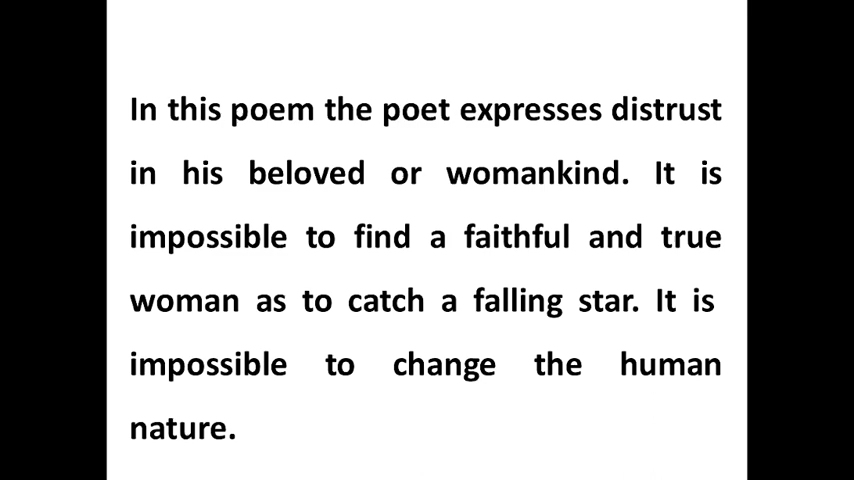 In this poem the poet expresses distrust
in his beloved or womankind. It is
impossible to find a faithful and true
woman as to catch a falling star. It is
impossible to change the human
nature.